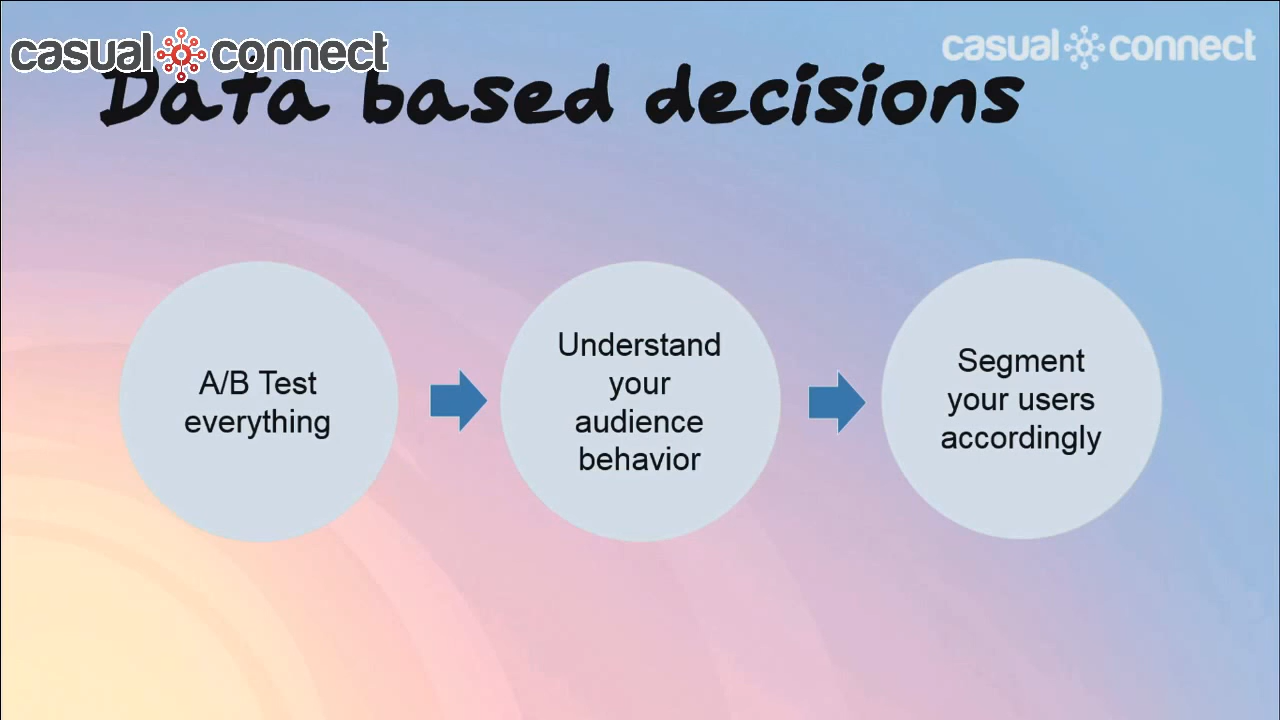 casual connect
casual connect
Data based decisions
A/B Test
everything
Understand
your
audience
behavior
Segment
your users
accordingly